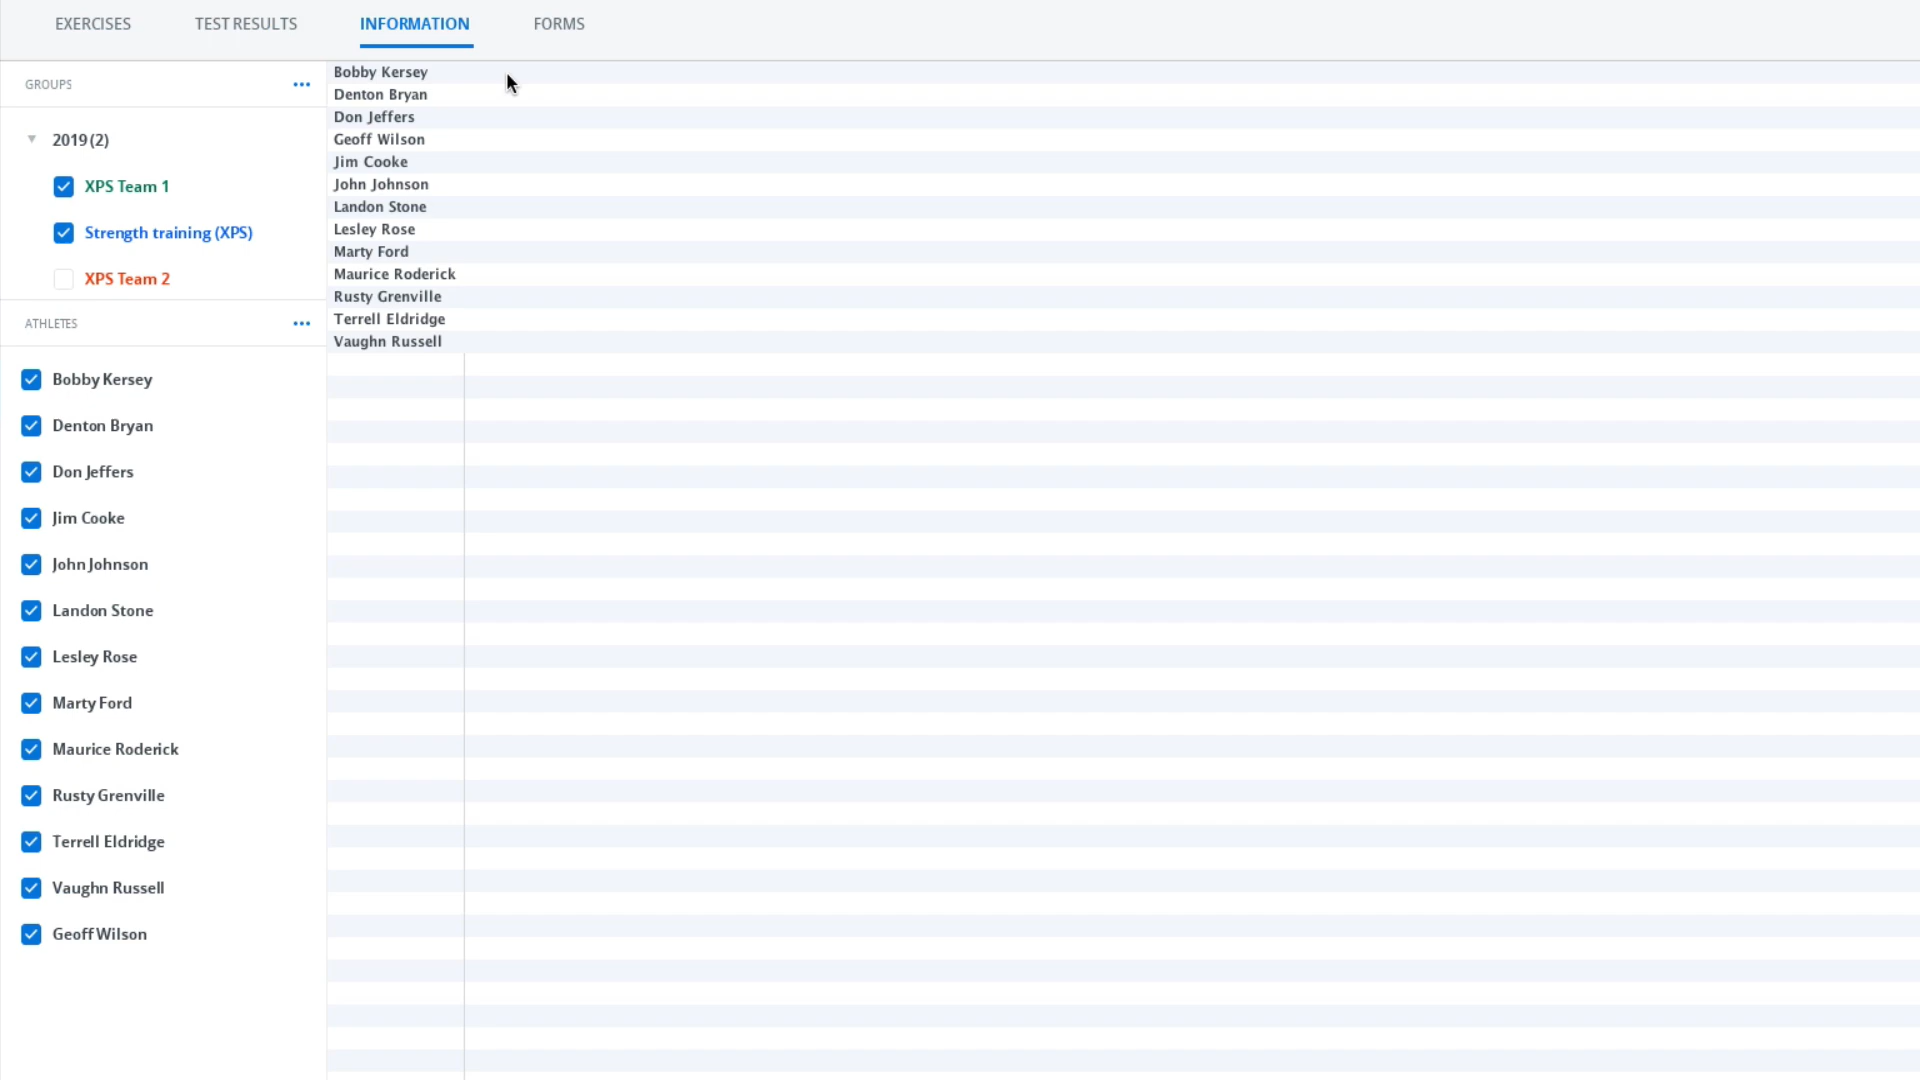 EXERCISES TEST RESULTS INFORMATION FORMS
GROUPS
2019 (2)
XPS Team 1
Strength training (XPS)
XPS Team 2
ATHLETES
Bobby Kersey
Denton Bryan
Don Jeffers
Jim Cooke
John Johnson
Landon Stone
Lesley Rose
Marty Ford
Maurice Roderick
Rusty Grenville
Terrell Eldridge
Vaughn Russell
Geoff Wilson
Bobby Kersey
Denton Bryan
Don Jeffers
Geoff Wilson
Jim Cooke
John Johnson
Landon Stone
Lesley Rose
Marty Ford
Maurice Roderick
Rusty Grenville
Terrell Eldridge
Vaughn Russell